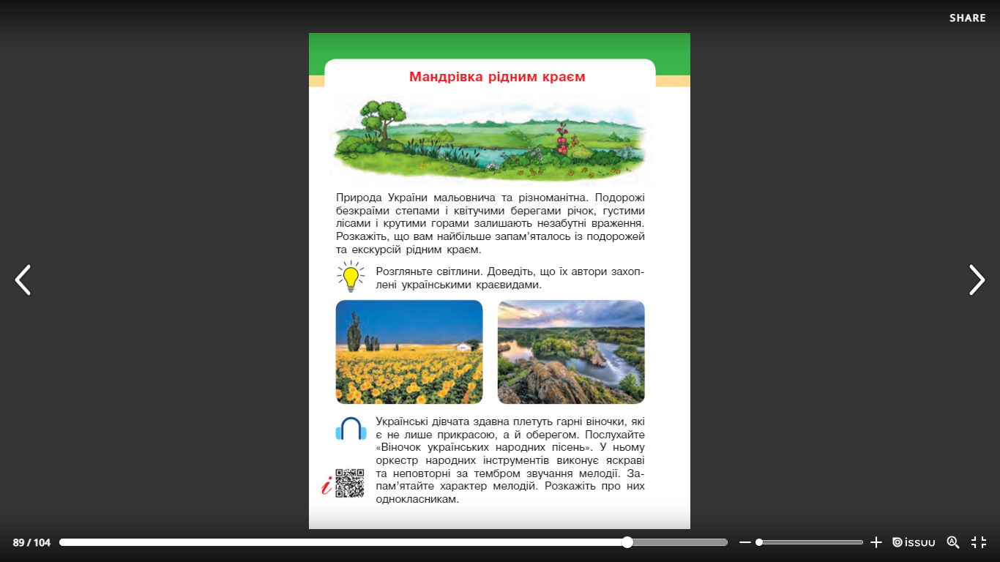 SHARE
Мандрівка рідним краєм
Природа України мальовнича та різноманітна. Подорожі
безкраїми степами і квітучими берегами річок, густими
лісами і крутими горами залишають незабутні враження.
Розкажіть, що вам найбільше запам’яталось із подорожей
та екскурсій рідним краєм.
Розгляньте світлини. Доведіть, що їх автори захоп-
лені українськими краєвидами.
Українські дівчата здавна плетуть гарні віночки, які
є не лише прикрасою, а й оберегом. Послухайте
«Віночок українських народних пісень». У ньому
оркестр народних інструментів виконує яскраві
та неповторні за тембром звучання мелодії. За-
пам’ятайте характер мелодій. Розкажіть про них
однокласникам.
i
89 / 104
issuu